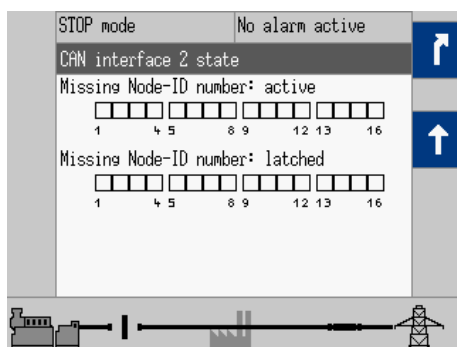 STOP mode No alarm active
CAN interface 2 state
Missing Node-ID number: active
1 4 5 8 9 12 13 16
Missing Node-ID number: latched
1 4 5 8 9 12 13 16